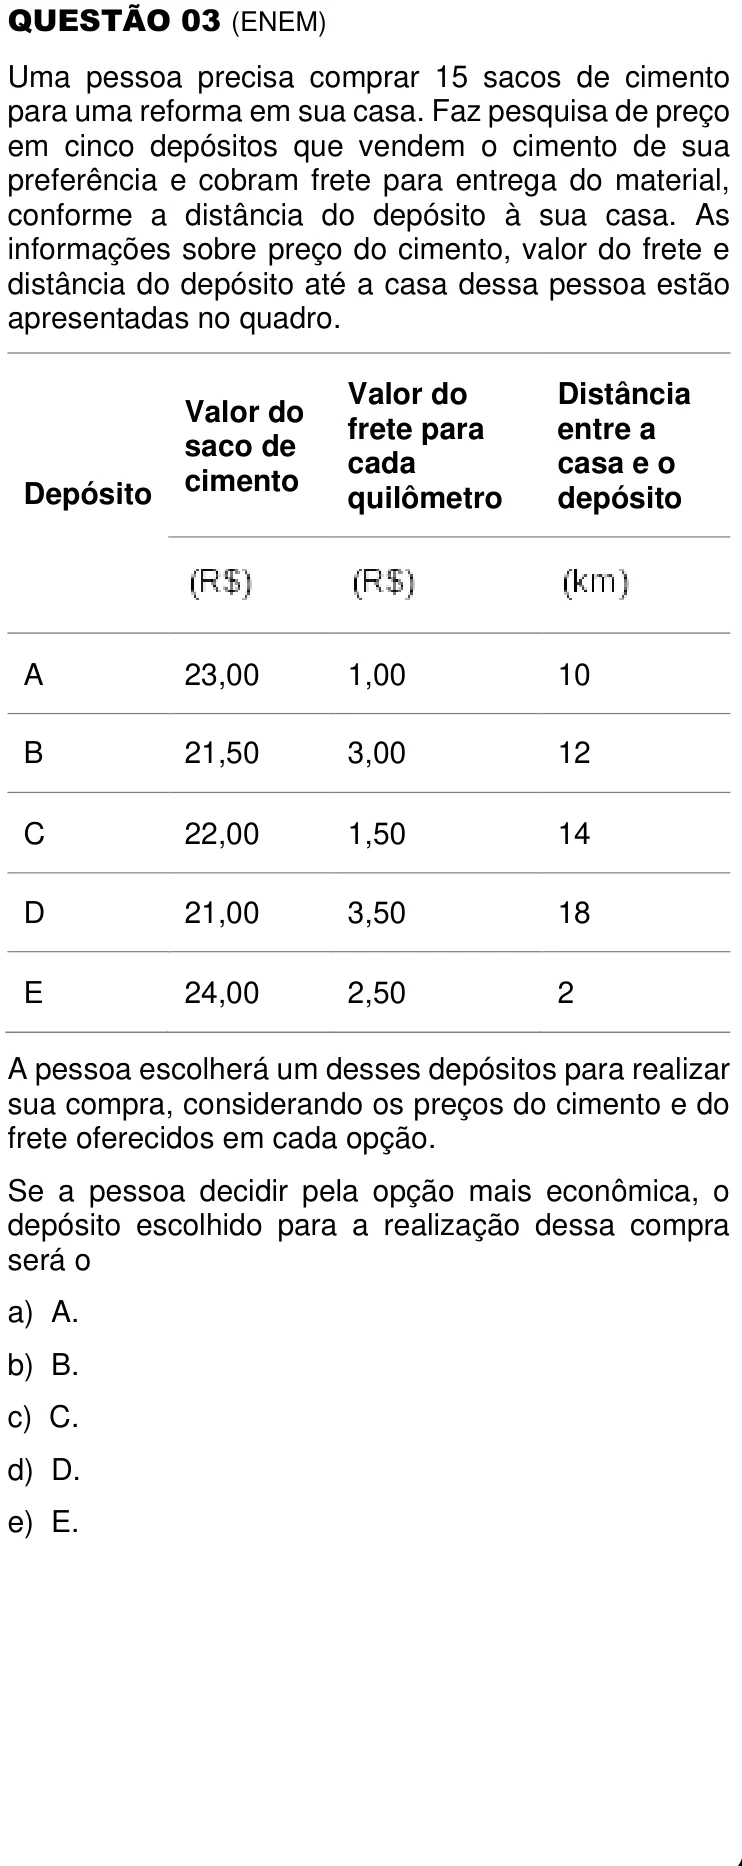 QUESTÃO 03 (ENEM)
Uma pessoa precisa comprar 15 sacos de cimento
para uma reforma em sua casa. Faz pesquisa de preço
em cinco depósitos que vendem o cimento de sua
preferência e cobram frete para entrega do material,
conforme a distância do depósito à sua casa. As
informações sobre preço do cimento, valor do frete e
distância do depósito até a casa dessa pessoa estão
apresentadas no quadro.
Depósito
Valor do
saco de
cimento
Valor do
frete para
cada
quilômetro
Distância
entre a
casa e o
depósito
(R$) (R$) (km)
A 23,00 1,00 10
B 21,50 3,00 12
C 22,00 1,50 14
D 21,00 3,50 18
E 24,00 2,50 2
A pessoa escolherá um desses depósitos para realizar
sua compra, considerando os preços do cimento e do
frete oferecidos em cada opção.
Se a pessoa decidir pela opção mais econômica, o
depósito escolhido para a realização dessa compra
será o
a) A.
b) B.
c) C.
d) D.
e) E.